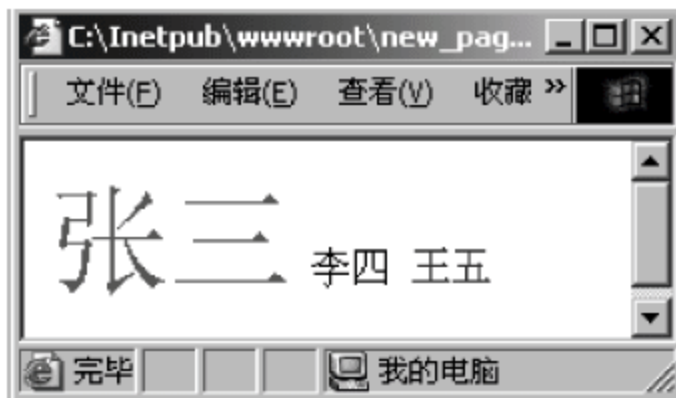 C:\Inetpub\wwwroot\new_pag...
文件(F) 编辑(E) 查看(V) 收藏 »
张三 李四 王五
完毕 我的电脑